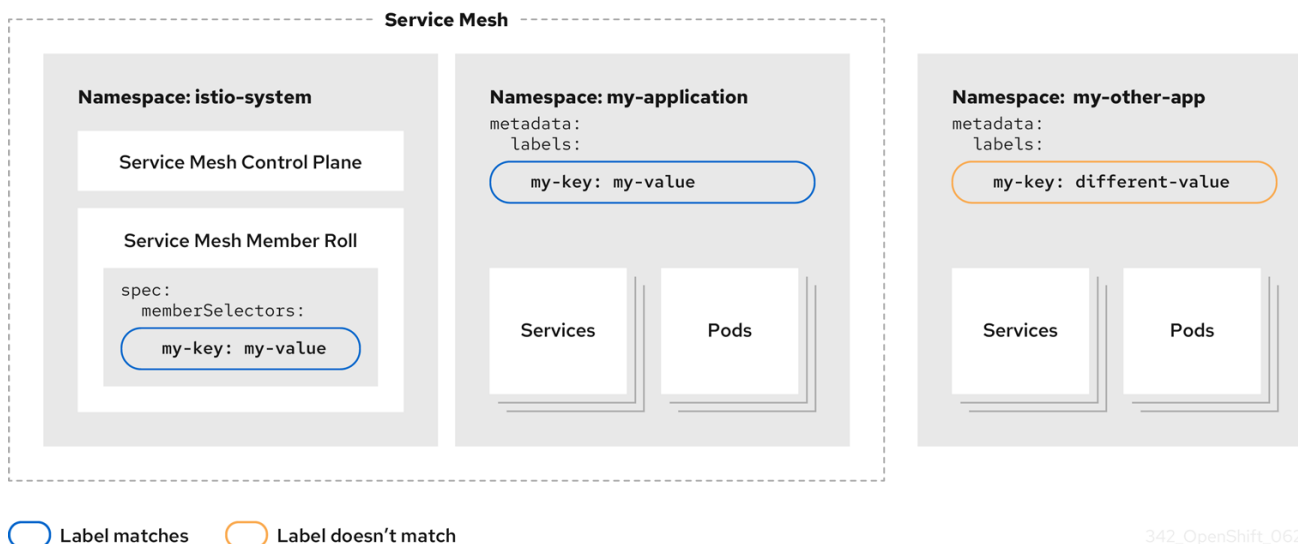 Service Mesh
Namespace: istio-system
Service Mesh Control Plane
Service Mesh Member Roll
spec:
memberSelectors:
my-key: my-value
Namespace: my-application
metadata:
labels:
my-key: my-value
Services
Pods
Namespace: my-other-app
metadata:
labels:
my-key: different-value
Services
Pods
Label matches
Label doesn’t match
342_OpenShift_062